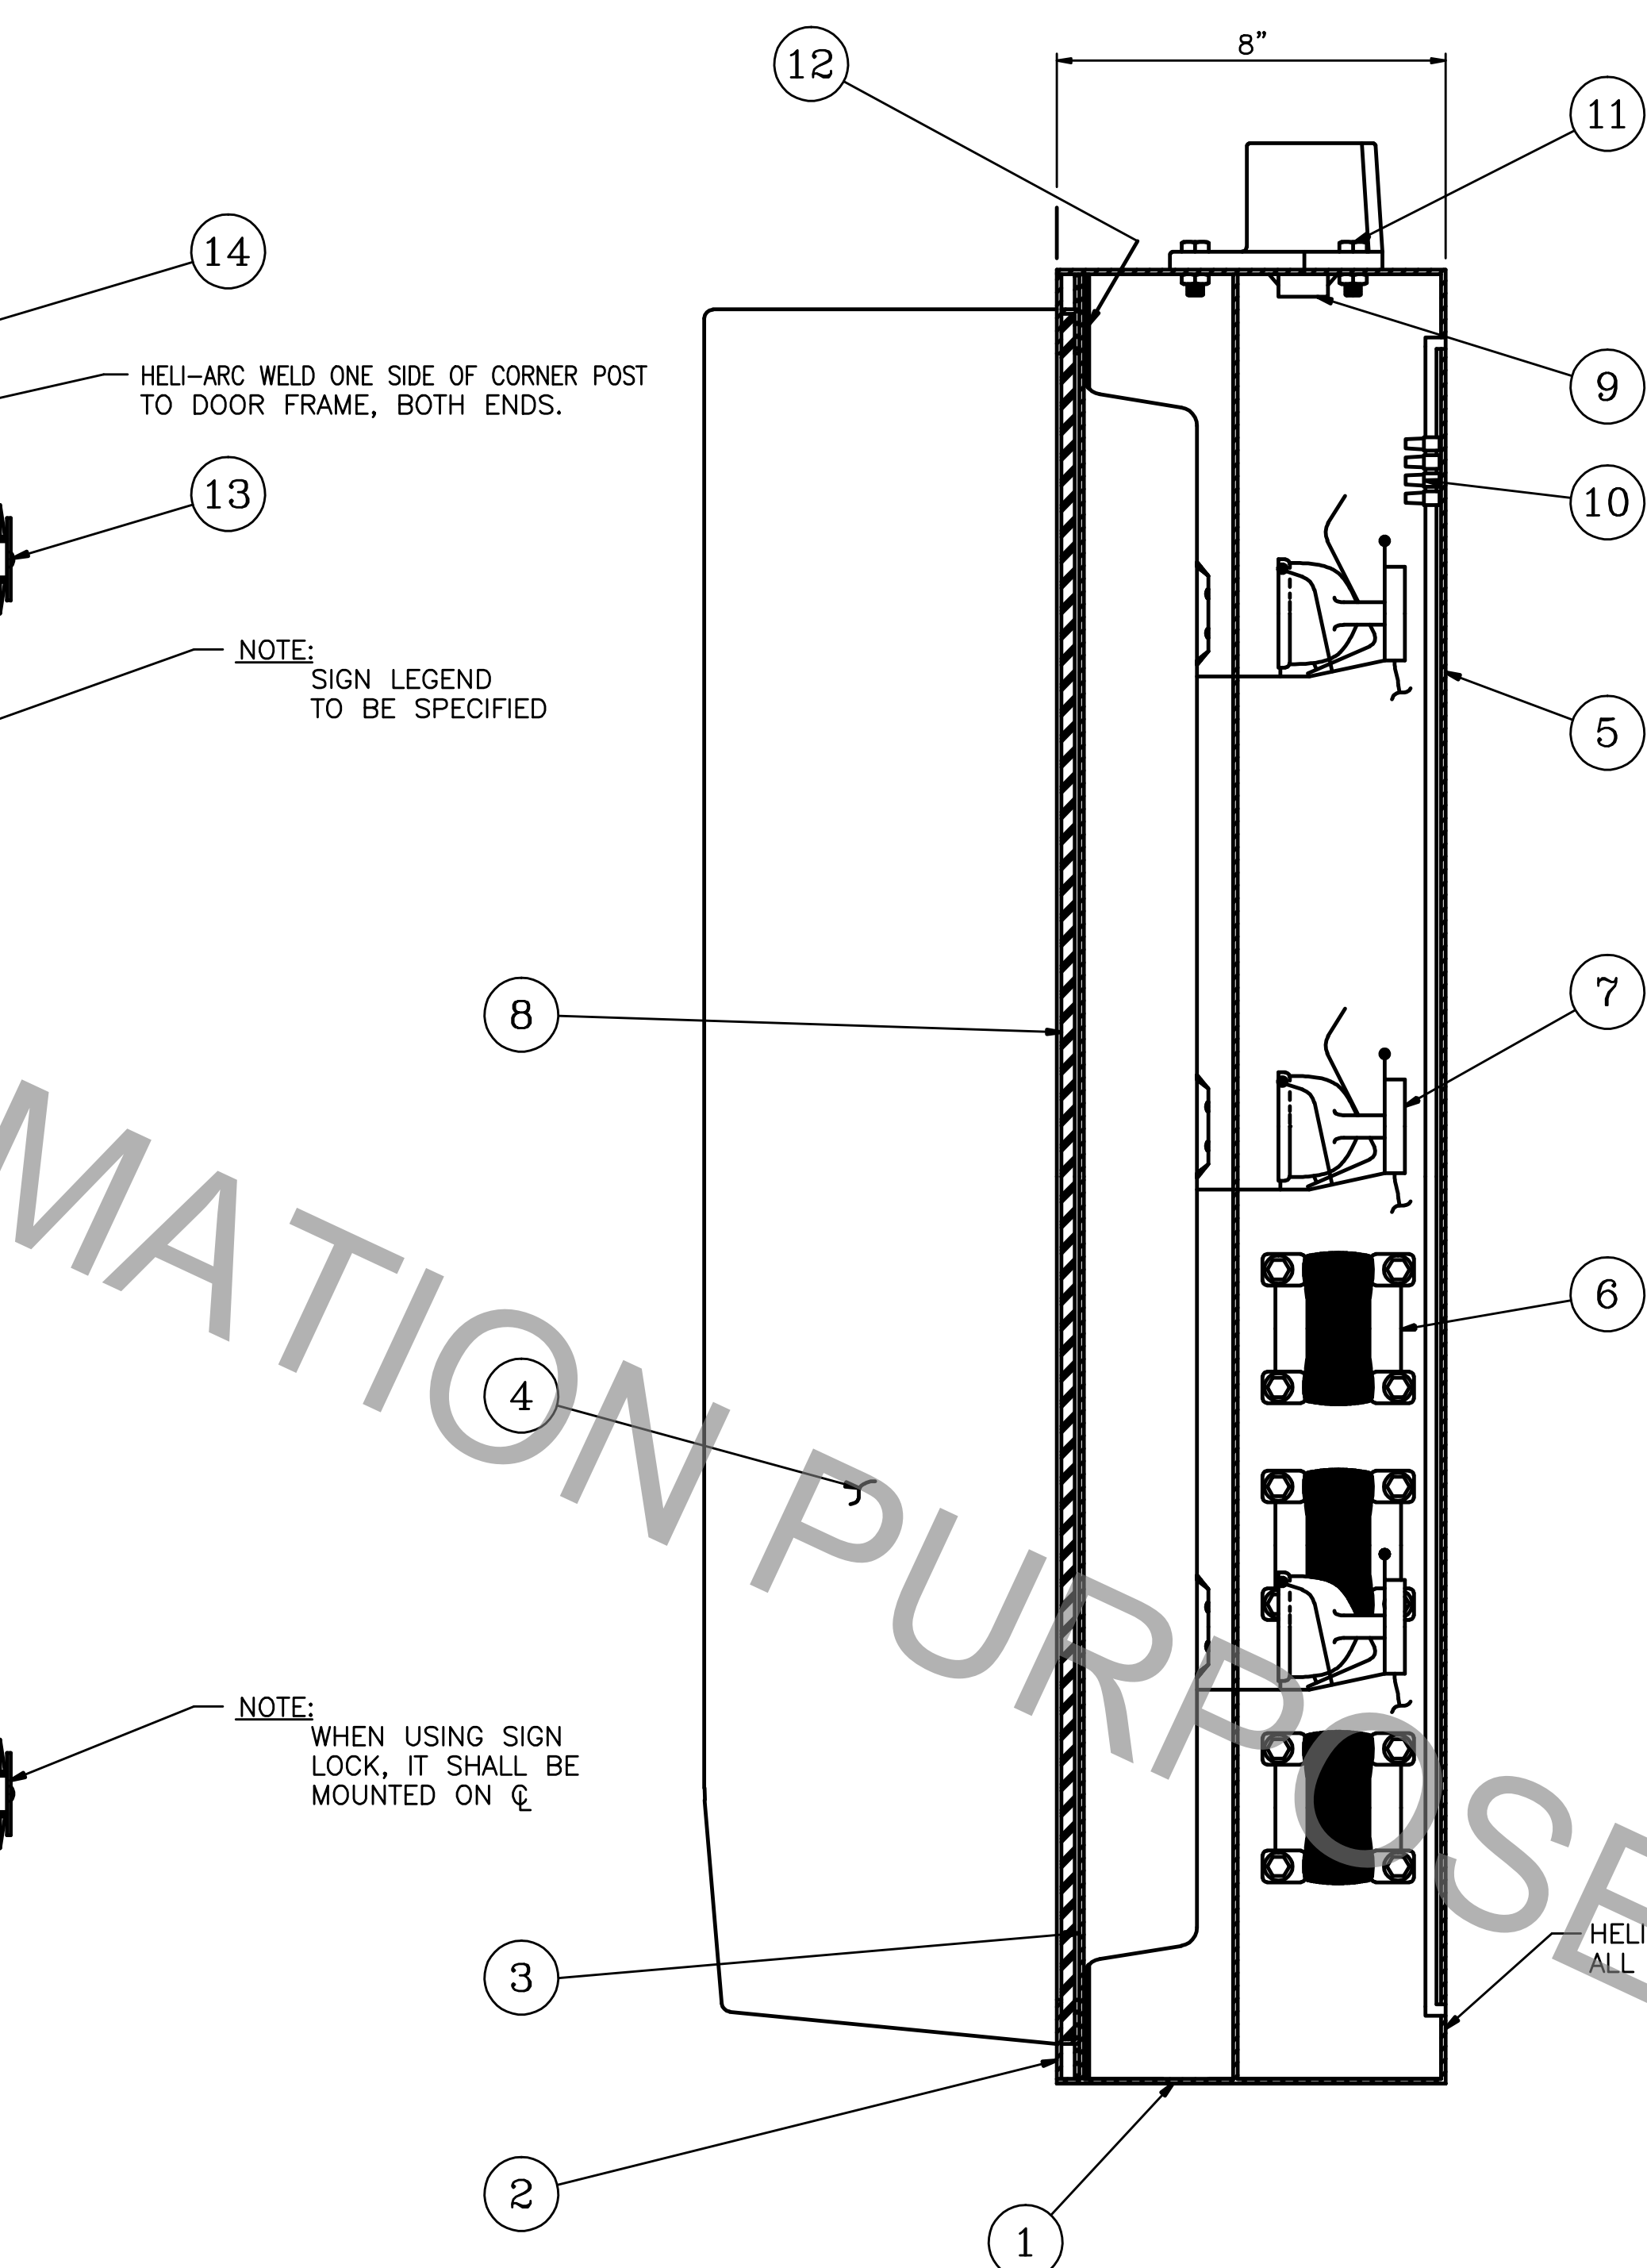 8”
12
11
14
HELI-ARC WELD ONE SIDE OF CORNER POST
TO DOOR FRAME, BOTH ENDS.
9
13
10
NOTE:
SIGN LEGEND
TO BE SPECIFIED
5
8
7
MATION PURPOSE
6
4
NOTE:
WHEN USING SIGN
LOCK, IT SHALL BE
MOUNTED ON ℄
3
HELI
ALL
2
1